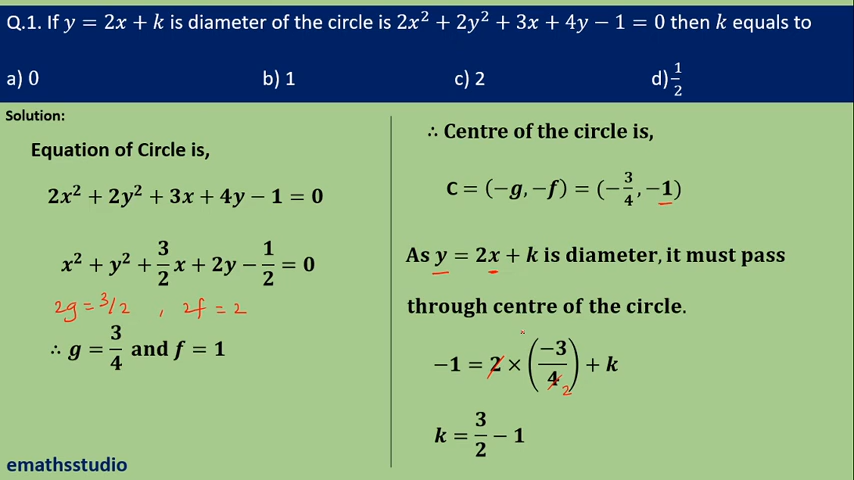 Q.1. If y = 2x + k is diameter of the circle is 2x² + 2y² + 3x + 4y − 1 = 0 then k equals to
a) 0 b) 1 c) 2 d) 1/2
Solution:
Equation of Circle is,
2x² + 2y² + 3x + 4y − 1 = 0
x² + y² + 3/2 x + 2y − 1/2 = 0
2g = 3/2 , 2f = 2
∴ g = 3/4 and f = 1
∴ Centre of the circle is,
C = (−g, −f) = (−3/4, −1)
As y = 2x + k is diameter, it must pass
through centre of the circle.
−1 = 2 × (−3/4) + k
2
k = 3/2 − 1
emathsstudio